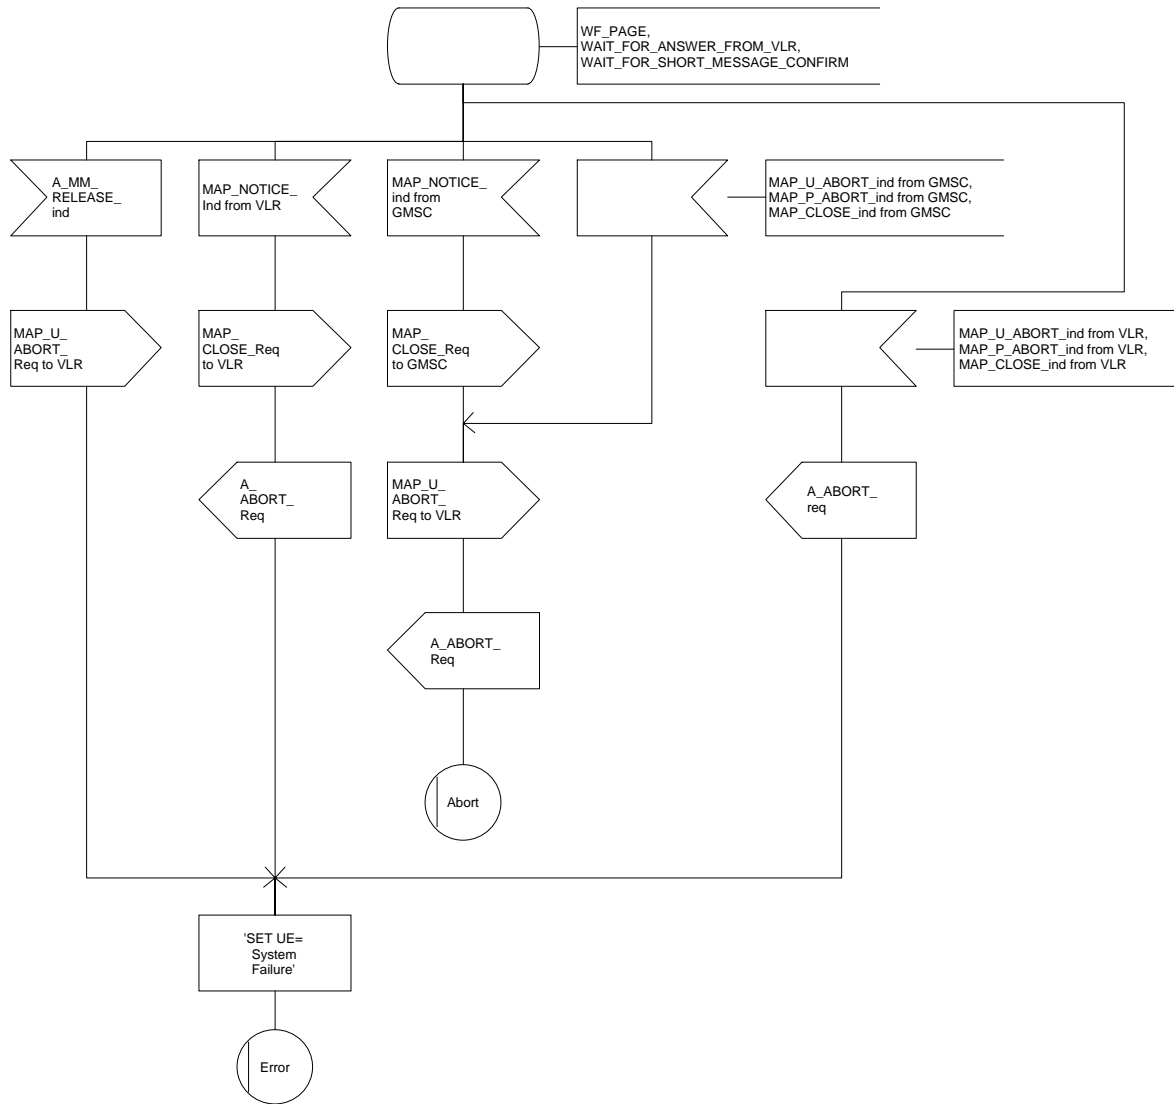 WF_PAGE,
WAIT_FOR_ANSWER_FROM_VLR,
WAIT_FOR_SHORT_MESSAGE_CONFIRM
A_MM_
RELEASE_
ind
MAP_NOTICE_
Ind from VLR
MAP_NOTICE_
ind from
GMSC
MAP_U_ABORT_ind from GMSC,
MAP_P_ABORT_ind from GMSC,
MAP_CLOSE_ind from GMSC
MAP_U_
ABORT_
Req to VLR
MAP_
CLOSE_Req
to VLR
MAP_
CLOSE_Req
to GMSC
MAP_U_ABORT_ind from VLR,
MAP_P_ABORT_ind from VLR,
MAP_CLOSE_ind from VLR
A_
ABORT_
Req
MAP_U_
ABORT_
Req to VLR
A_ABORT_
req
A_ABORT_
Req
Abort
'SET UE=
System
Failure'
Error